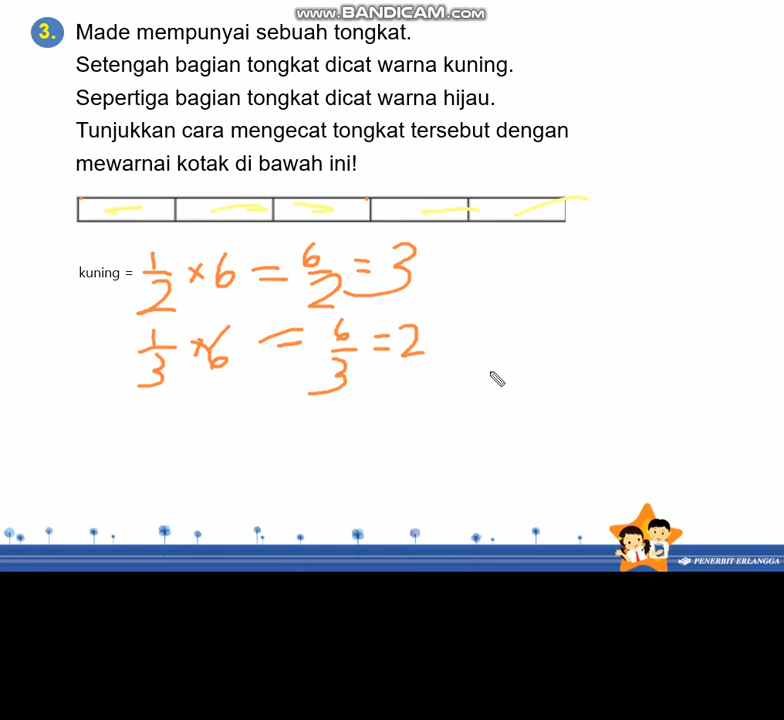 www.BANDICAM.com
3. Made mempunyai sebuah tongkat.
Setengah bagian tongkat dicat warna kuning.
Sepertiga bagian tongkat dicat warna hijau.
Tunjukkan cara mengecat tongkat tersebut dengan
mewarnai kotak di bawah ini!
kuning = 1/2 × 6 = 6/2 = 3
1/3 × 6 = 6/3 = 2
PENERBIT ERLANGGA